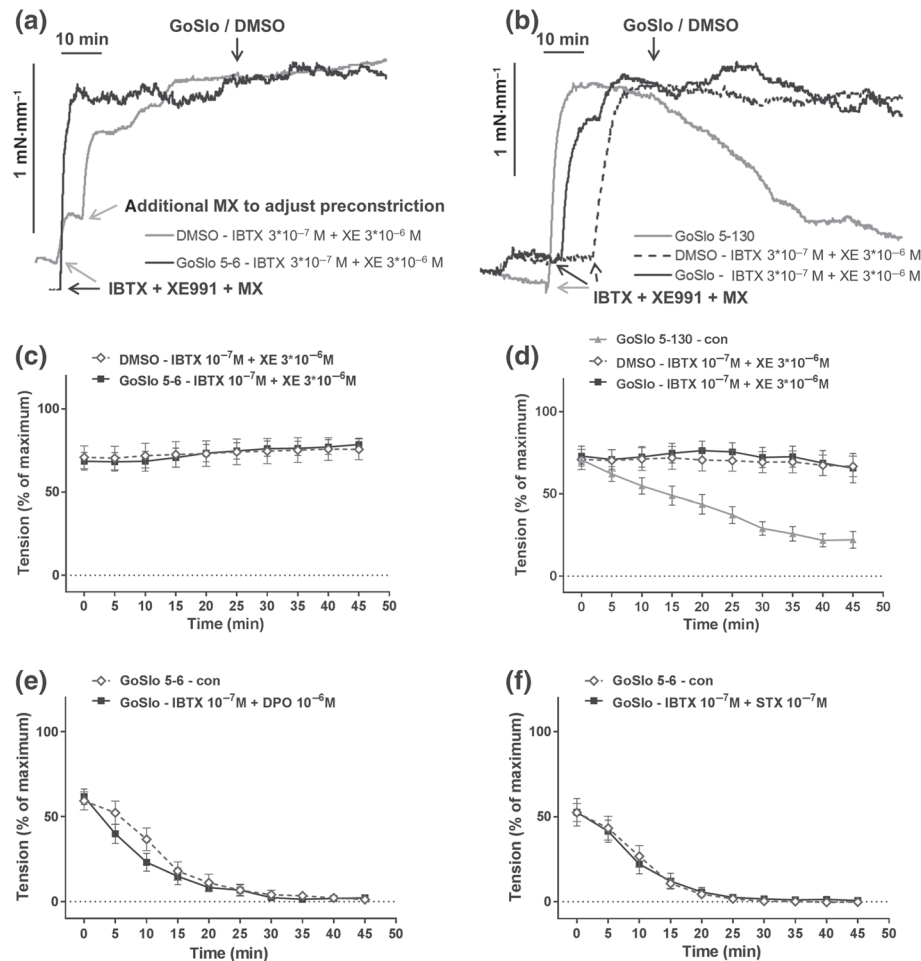 (a)
GoSlo / DMSO
10 min
1 mN·mm⁻¹
Additional MX to adjust preconstriction
DMSO - IBTX 3*10⁻⁷ M + XE 3*10⁻⁶ M
GoSlo 5-6 - IBTX 3*10⁻⁷ M + XE 3*10⁻⁶ M
IBTX + XE991 + MX
(b)
GoSlo / DMSO
10 min
1 mN·mm⁻¹
GoSlo 5-130
DMSO - IBTX 3*10⁻⁷ M + XE 3*10⁻⁶ M
GoSlo - IBTX 3*10⁻⁷ M + XE 3*10⁻⁶ M
IBTX + XE991 + MX
(c)
DMSO - IBTX 10⁻⁷M + XE 3*10⁻⁶M
GoSlo 5-6 - IBTX 10⁻⁷M + XE 3*10⁻⁶M
Tension (% of maximum)
100
50
0
0 5 10 15 20 25 30 35 40 45 50
Time (min)
(d)
GoSlo 5-130 - con
DMSO - IBTX 10⁻⁷M + XE 3*10⁻⁶M
GoSlo - IBTX 10⁻⁷M + XE 3*10⁻⁶M
Tension (% of maximum)
100
50
0
0 5 10 15 20 25 30 35 40 45 50
Time (min)
(e)
GoSlo 5-6 - con
GoSlo - IBTX 10⁻⁷M + DPO 10⁻⁶M
Tension (% of maximum)
100
50
0
0 5 10 15 20 25 30 35 40 45 50
Time (min)
(f)
GoSlo 5-6 - con
GoSlo - IBTX 10⁻⁷M + STX 10⁻⁷M
Tension (% of maximum)
100
50
0
0 5 10 15 20 25 30 35 40 45 50
Time (min)